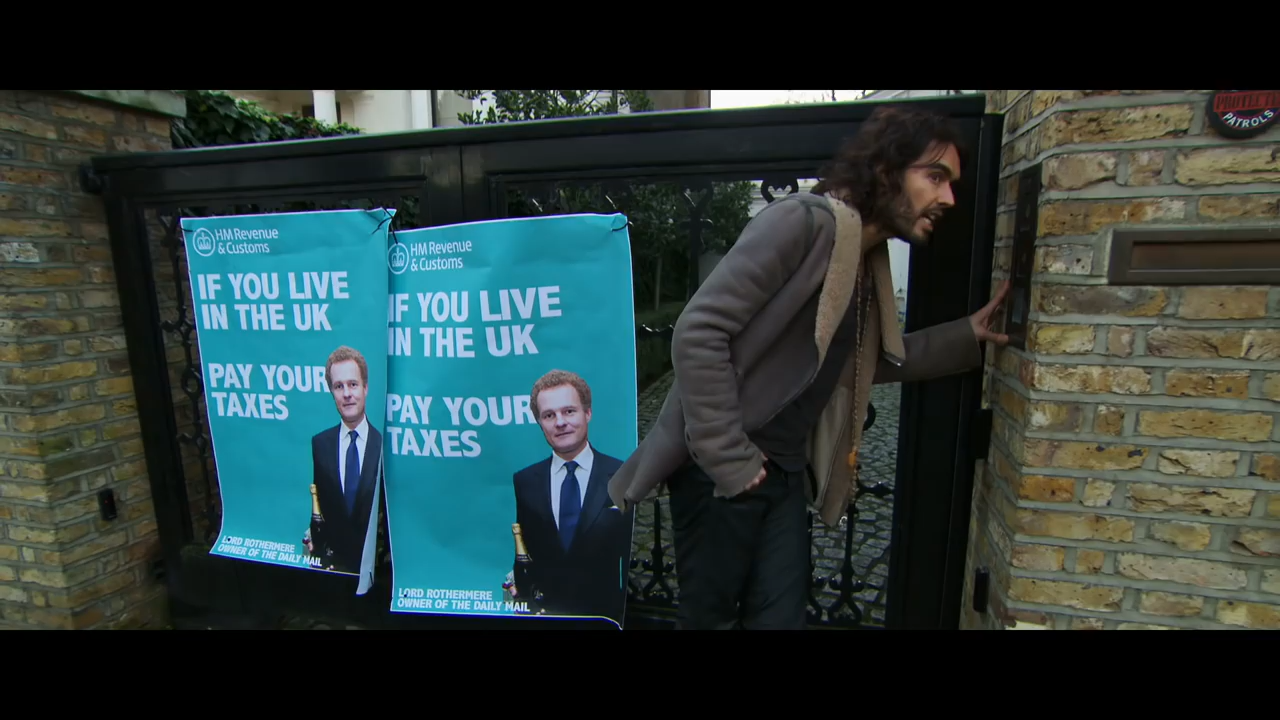 HM Revenue
& Customs
IF YOU LIVE
IN THE UK
PAY YOUR
TAXES
LORD ROTHERMERE
OWNER OF THE DAILY MAIL
HM Revenue
& Customs
IF YOU LIVE
IN THE UK
PAY YOUR
TAXES
LORD ROTHERMERE
OWNER OF THE DAILY MAIL
PATROLS